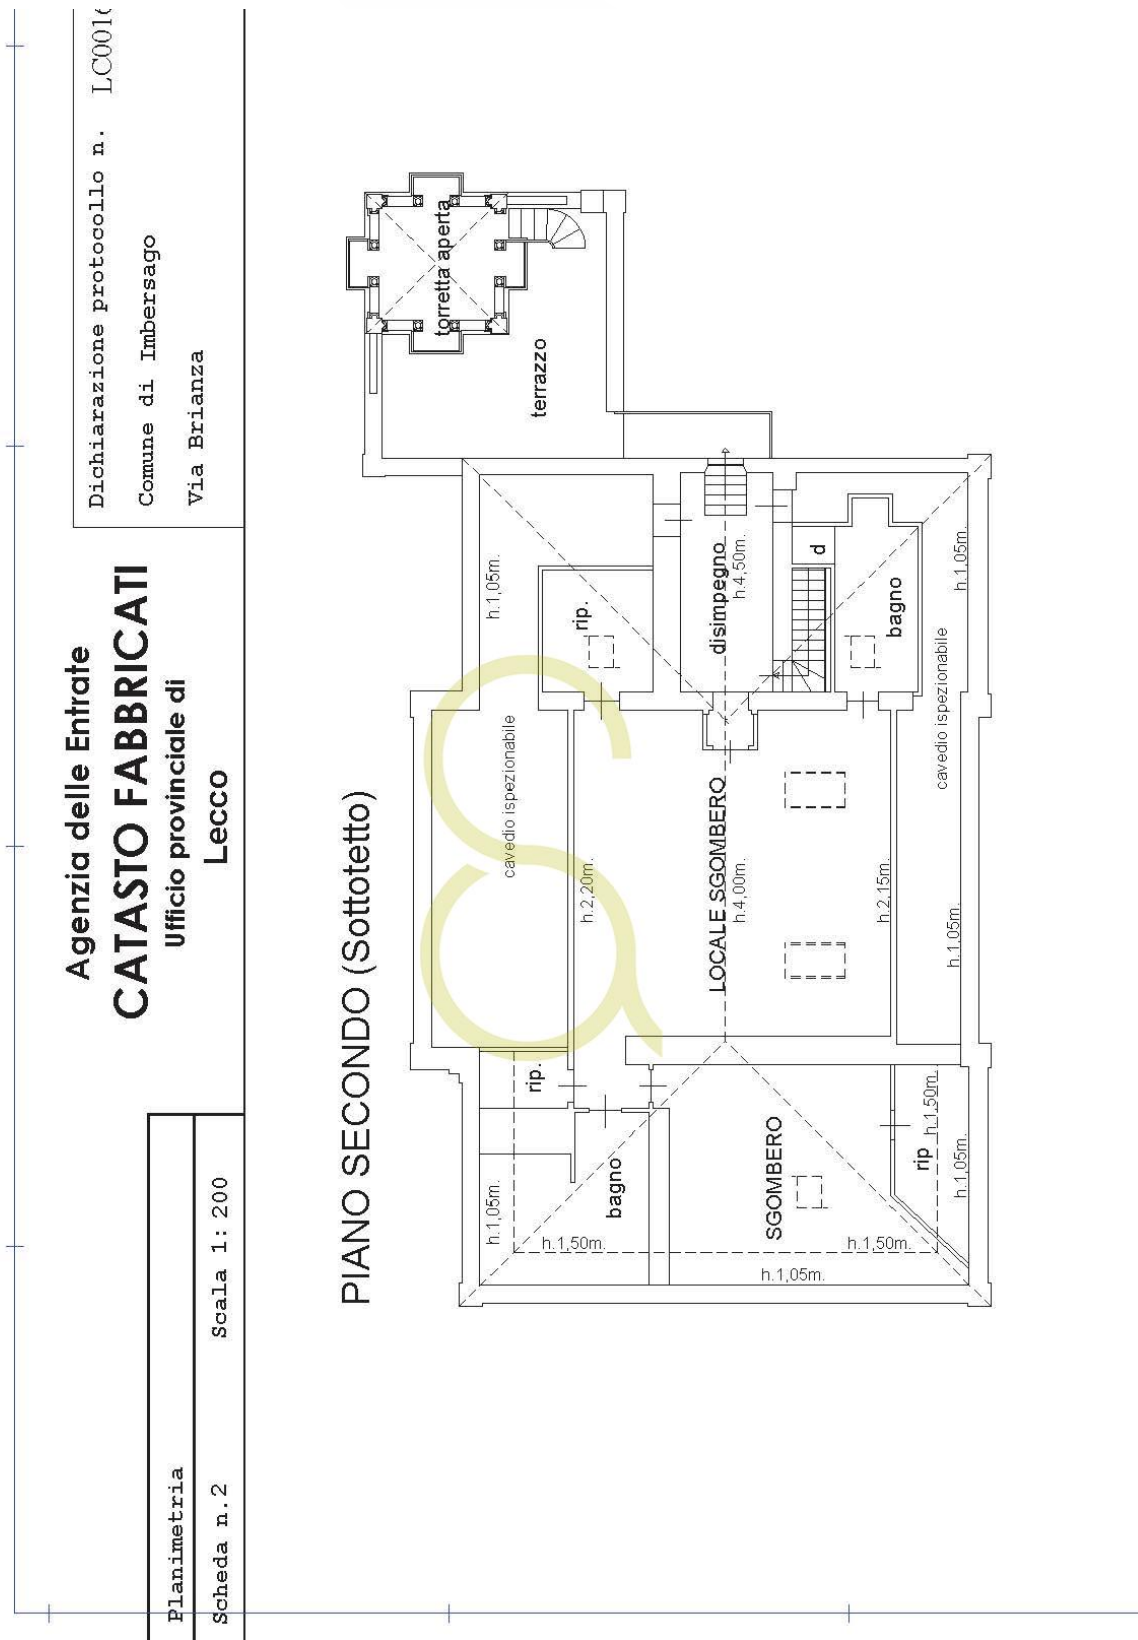 Agenzia delle Entrate
CATASTO FABBRICATI
Ufficio provinciale di
Lecco
Dichiarazione protocollo n. LC001
Comune di Imbersago
Via Brianza
Planimetria
Scheda n.2 Scala 1: 200
PIANO SECONDO (Sottotetto)
torretta aperta
terrazzo
h.1,05m.
rip.
disimpegno
h.4,50m.
d
bagno
h.1,05m.
cavedio ispezionabile
cavedio ispezionabile
h.2,20m.
LOCALE SGOMBERO
h.4,00m.
h.2,15m.
h.1,05m.
rip.
h.1,05m.
bagno
h.1,50m.
SGOMBERO
h.1,05m.
h.1,50m.
rip
h.1,50m.
h.1,05m.